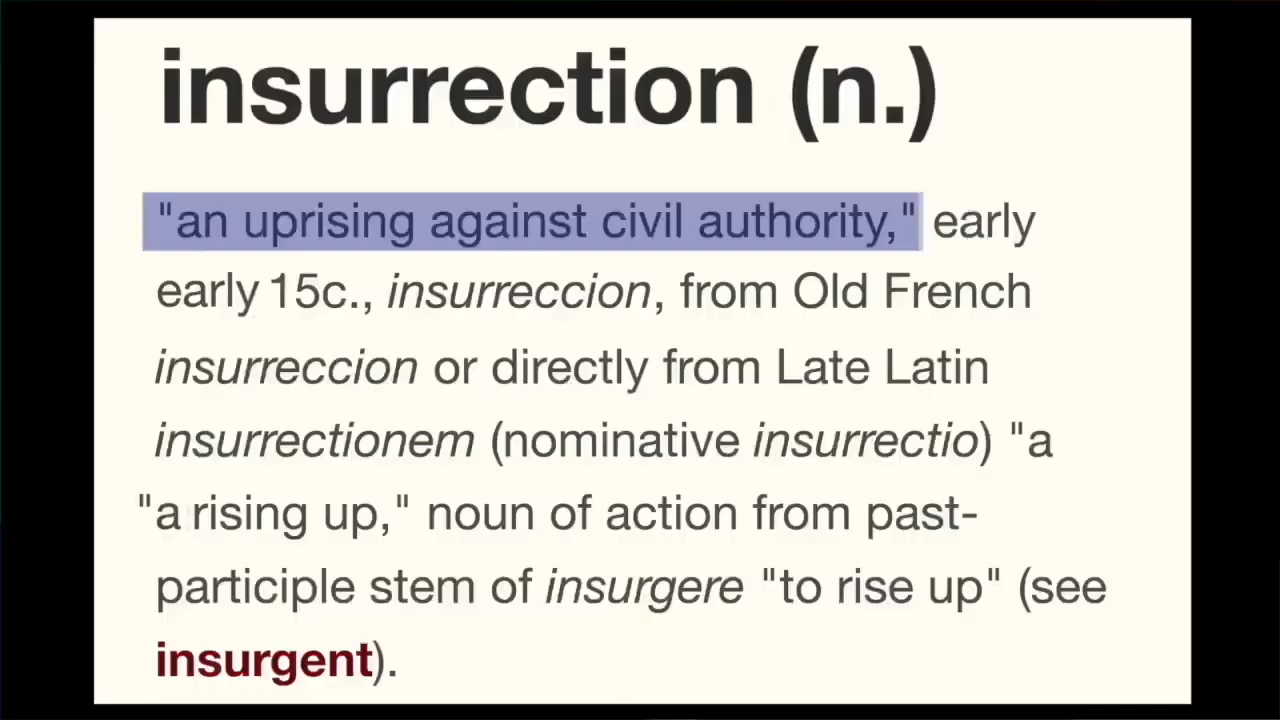 insurrection (n.)
"an uprising against civil authority," early
early 15c., insurreccion, from Old French
insurreccion or directly from Late Latin
insurrectionem (nominative insurrectio) "a
"a rising up," noun of action from past-
participle stem of insurgere "to rise up" (see
insurgent).